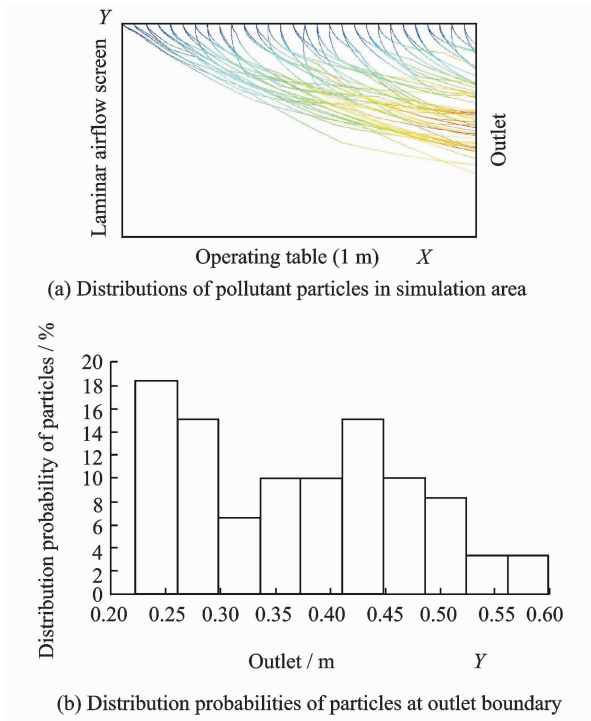 Y
Laminar airflow screen
Outlet
Operating table (1 m) X
(a) Distributions of pollutant particles in simulation area
Distribution probability of particles / %
20
18
16
14
12
10
8
6
4
2
0
0.20 0.25 0.30 0.35 0.40 0.45 0.50 0.55 0.60
Outlet / m Y
(b) Distribution probabilities of particles at outlet boundary